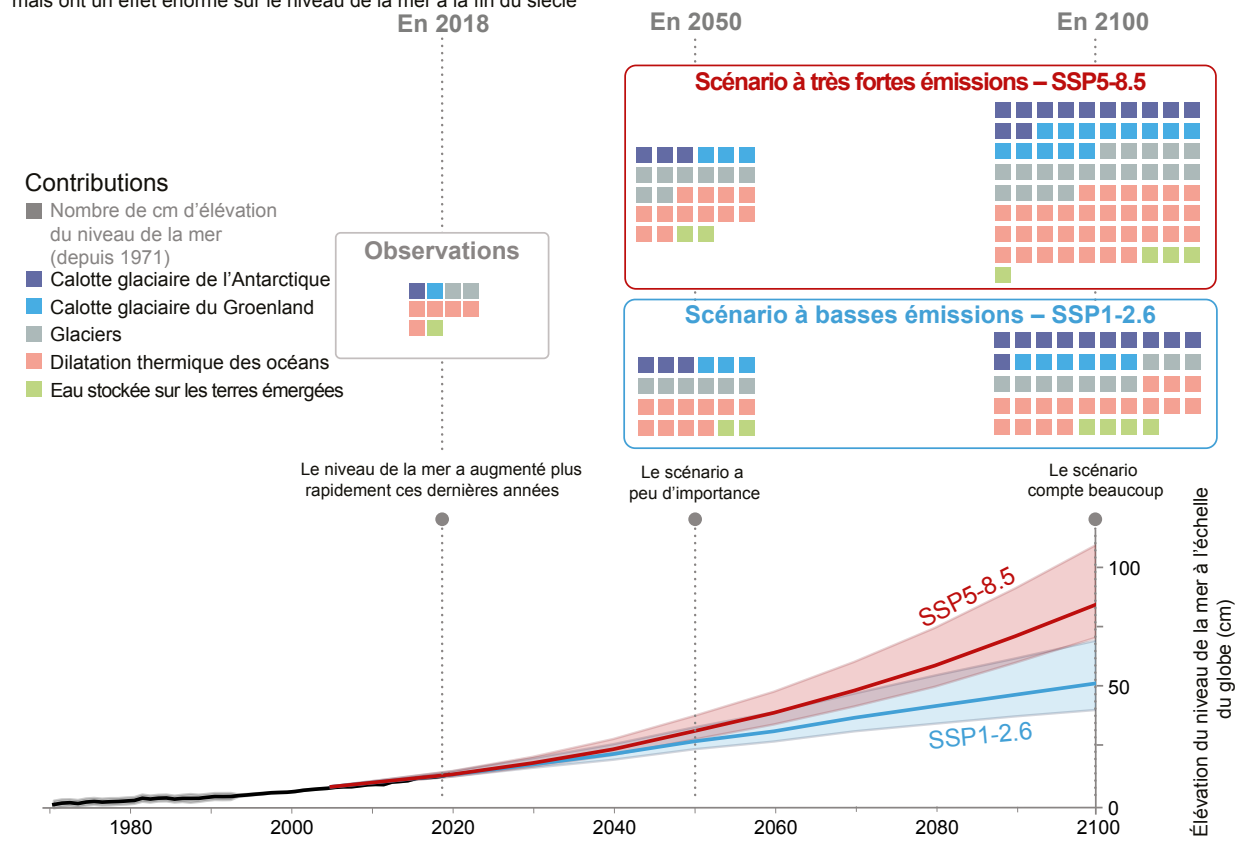 mais ont un effet énorme sur le niveau de la mer à la fin du siècle
En 2018
En 2050
En 2100
Scénario à très fortes émissions – SSP5-8.5
Contributions
Nombre de cm d'élévation
du niveau de la mer
(depuis 1971)
Calotte glaciaire de l'Antarctique
Calotte glaciaire du Groenland
Glaciers
Dilatation thermique des océans
Eau stockée sur les terres émergées
Observations
Scénario à basses émissions – SSP1-2.6
Le niveau de la mer a augmenté plus
rapidement ces dernières années
Le scénario a
peu d'importance
Le scénario
compte beaucoup
SSP5-8.5
SSP1-2.6
100
50
0
Élévation du niveau de la mer à l'échelle
du globe (cm)
1980
2000
2020
2040
2060
2080
2100